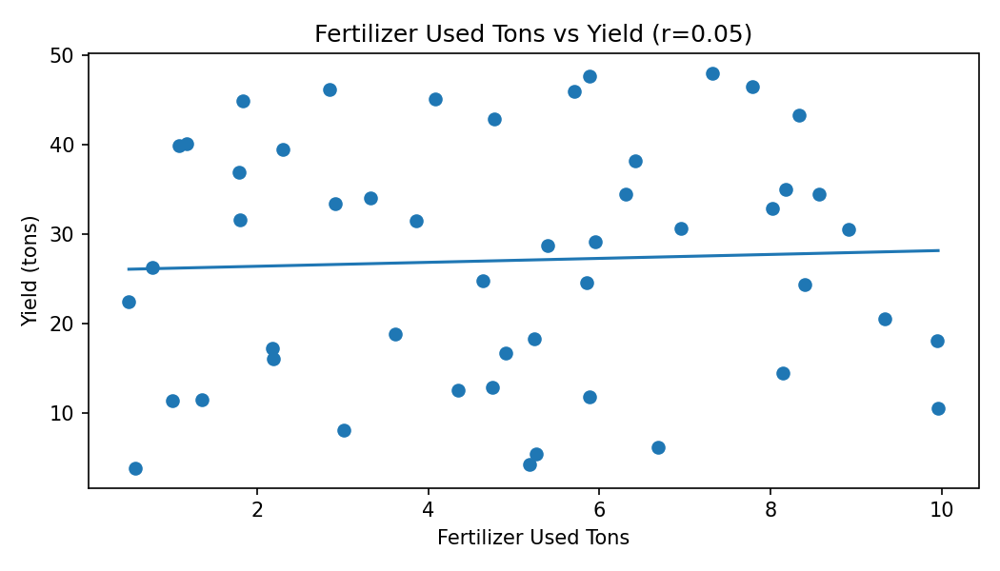 Fertilizer Used Tons vs Yield (r=0.05)
50
40
30
20
10
Yield (tons)
2 4 6 8 10
Fertilizer Used Tons